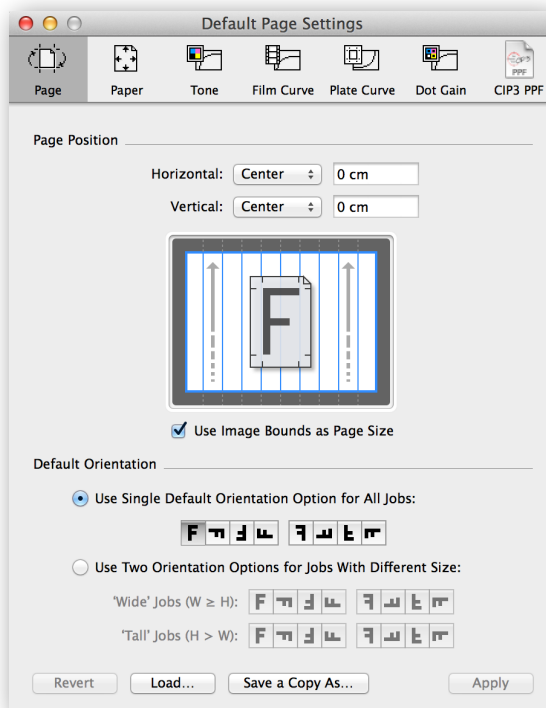 Default Page Settings
Page Paper Tone Film Curve Plate Curve Dot Gain CIP3 PPF
PPF
Page Position
Horizontal: Center 0 cm
Vertical: Center 0 cm
F
Use Image Bounds as Page Size
Default Orientation
Use Single Default Orientation Option for All Jobs:
F F F F F F F F
Use Two Orientation Options for Jobs With Different Size:
'Wide' Jobs (W ≥ H): F F F F F F F F
'Tall' Jobs (H > W): F F F F F F F F
Revert Load... Save a Copy As... Apply